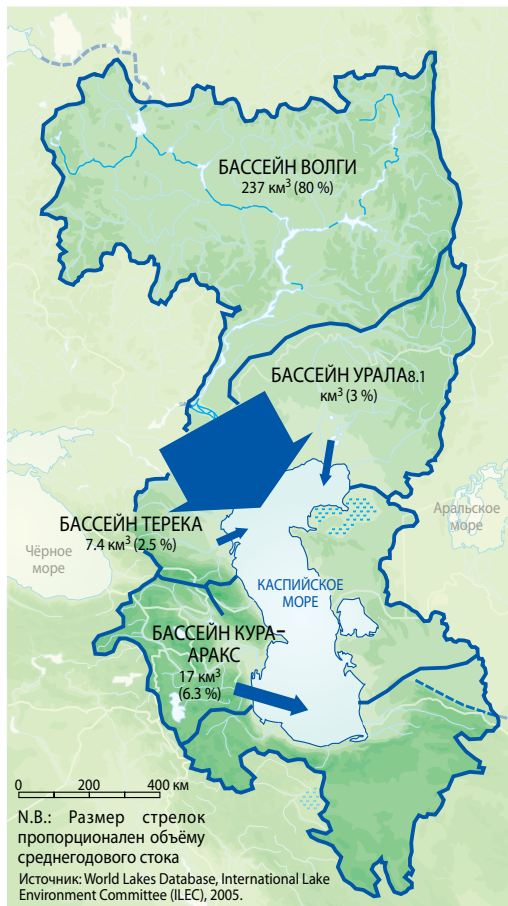 БАССЕЙН ВОЛГИ
237 км³ (80 %)
БАССЕЙН УРАЛА8.1
км³ (3 %)
Аральское
море
БАССЕЙН ТЕРЕКА
7.4 км³ (2.5 %)
Чёрное
море
КАСПИЙСКОЕ
МОРЕ
БАССЕЙН КУРА–
АРАКС
17 км³
(6.3 %)
0 200 400 км
N.B.: Размер стрелок
пропорционален объёму
среднегодового стока
Источник: World Lakes Database, International Lake
Environment Committee (ILEC), 2005.